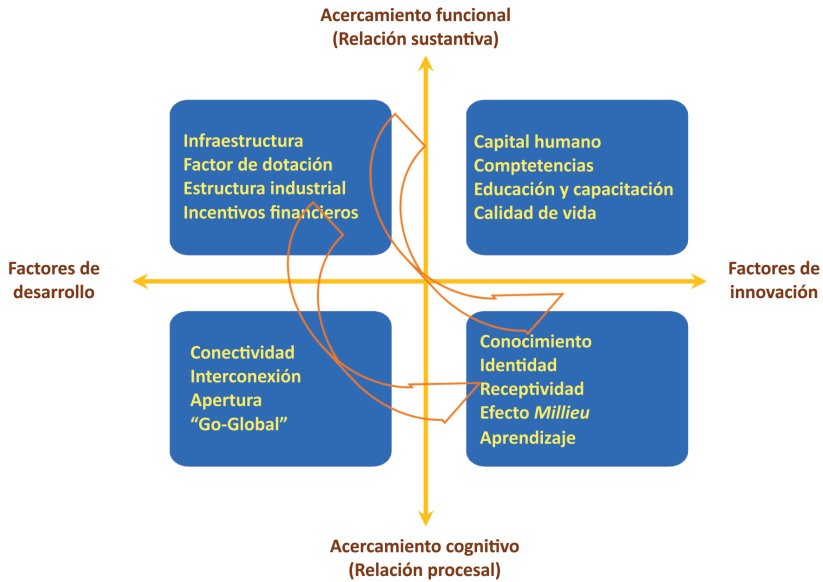 Acercamiento funcional
(Relación sustantiva)
Infraestructura
Factor de dotación
Estructura industrial
Incentivos financieros
Capital humano
Comptetencias
Educación y capacitación
Calidad de vida
Factores de
desarrollo
Factores de
innovación
Conectividad
Interconexión
Apertura
“Go-Global”
Conocimiento
Identidad
Receptividad
Efecto Millieu
Aprendizaje
Acercamiento cognitivo
(Relación procesal)